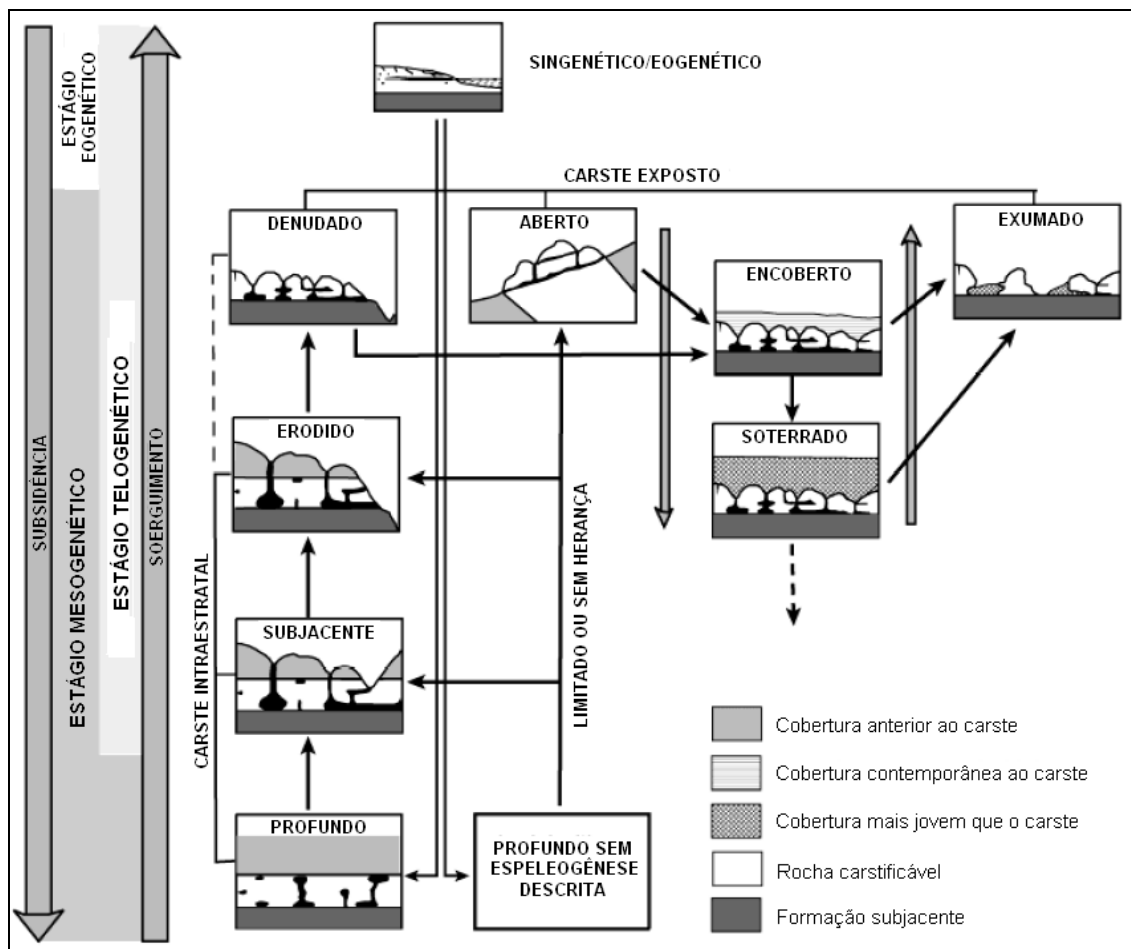 SINGENÉTICO/EOGENÉTICO
ESTÁGIO
EOGENÉTICO
CARSTE EXPOSTO
DENUDADO
ABERTO
EXUMADO
ENCOBERTO
ERODIDO
SOTERRADO
SUBSIDÊNCIA
ESTÁGIO MESOGENÉTICO
ESTÁGIO TELOGENÉTICO
SOERGUIMENTO
CARSTE INTRAESTRATAL
LIMITADO OU SEM HERANÇA
SUBJACENTE
PROFUNDO
PROFUNDO SEM
ESPELEOGÊNESE
DESCRITA
Cobertura anterior ao carste
Cobertura contemporânea ao carste
Cobertura mais jovem que o carste
Rocha carstificável
Formação subjacente